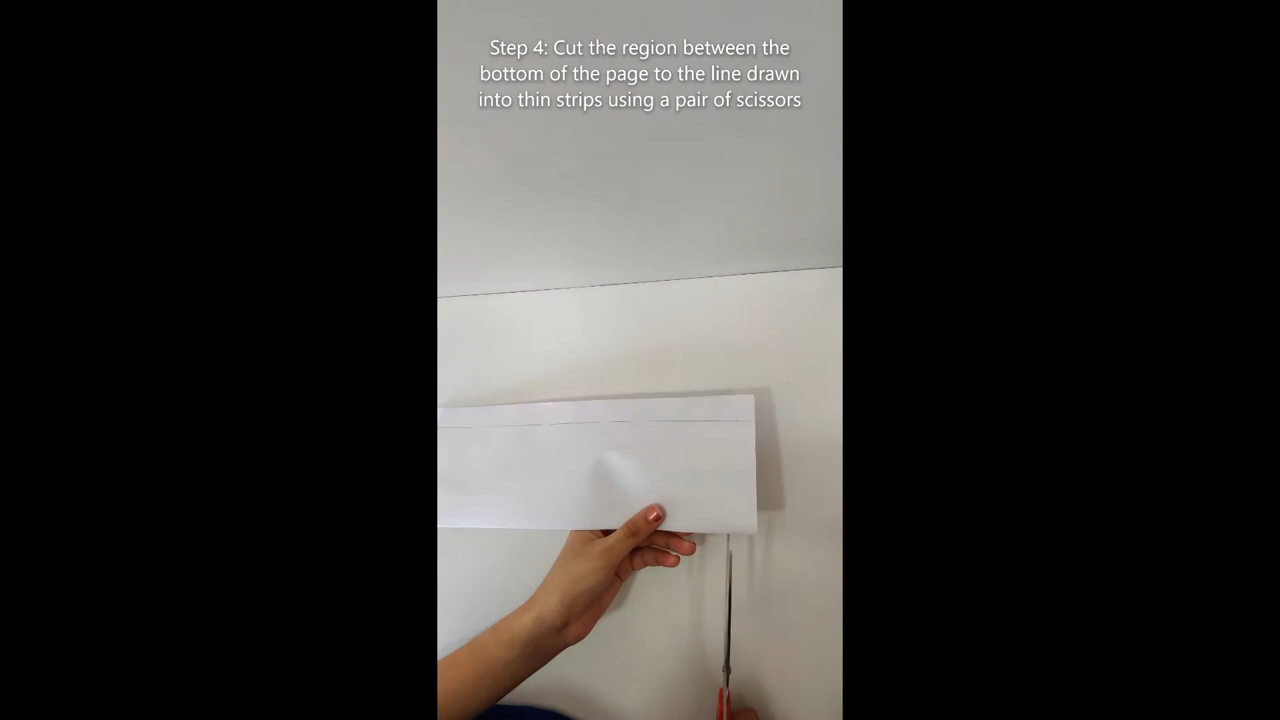 Step 4: Cut the region between the
bottom of the page to the line drawn
into thin strips using a pair of scissors